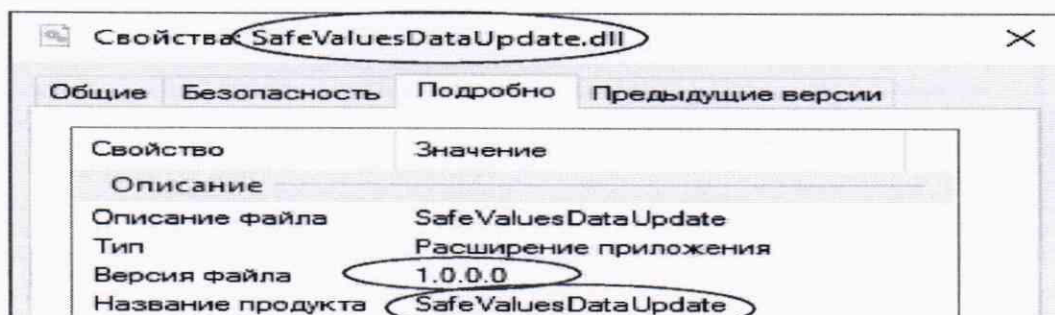 Свойства: SafeValuesDataUpdate.dll
Общие Безопасность Подробно Предыдущие версии
Свойство Значение
Описание
Описание файла SafeValuesDataUpdate
Тип Расширение приложения
Версия файла 1.0.0.0
Название продукта SafeValuesDataUpdate